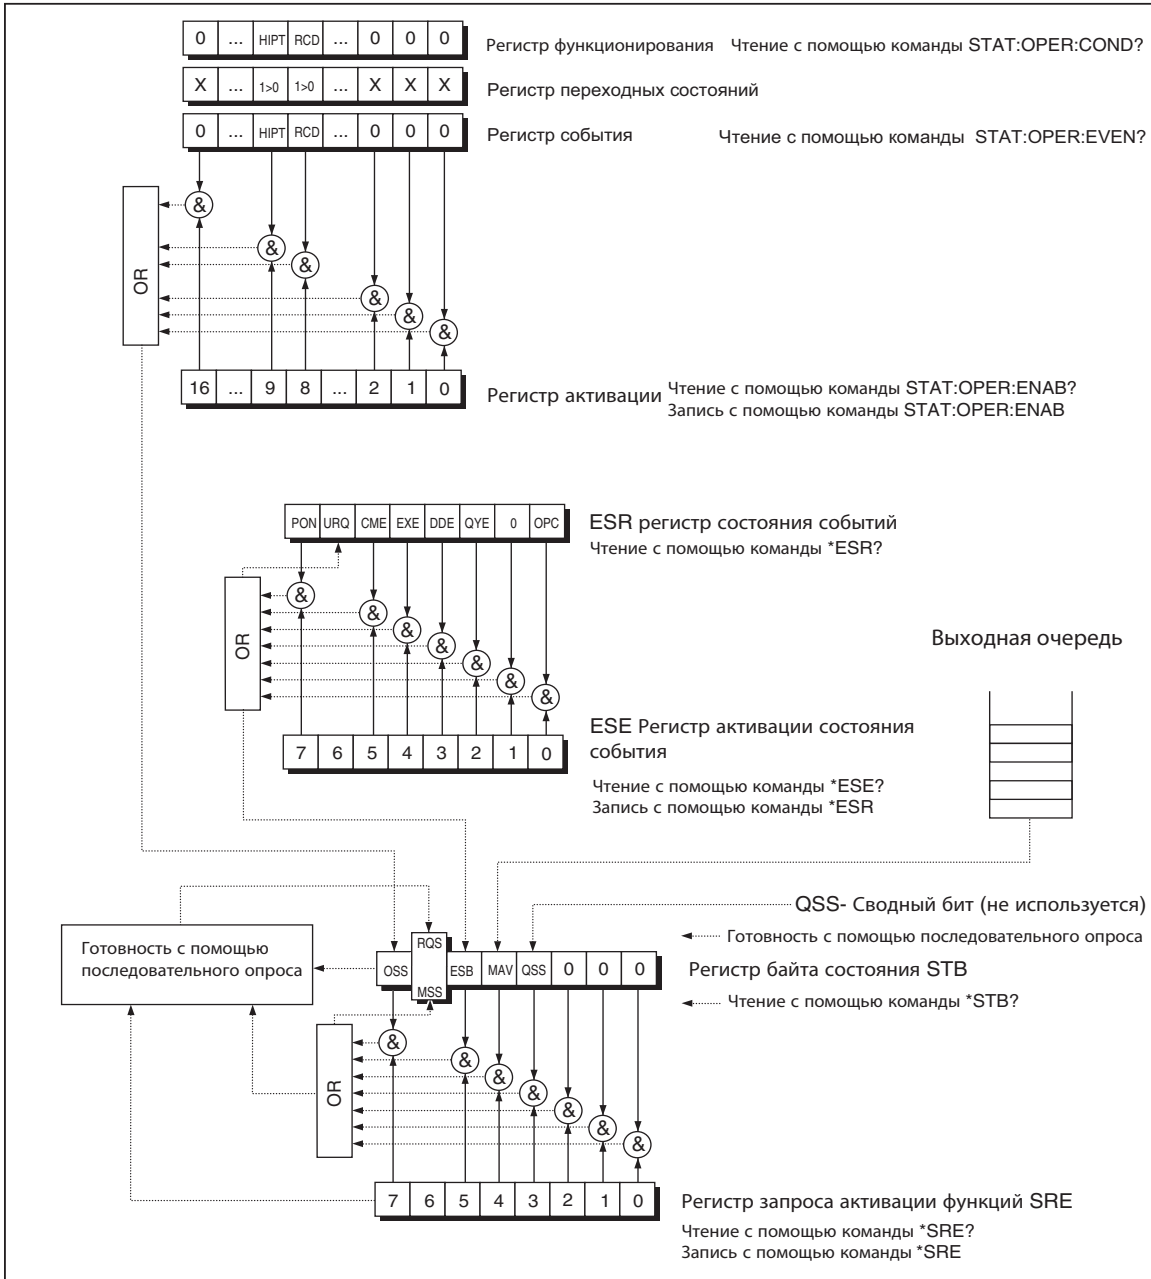 0 ... HIPT RCD ... 0 0 0 Регистр функционирования Чтение с помощью команды STAT:OPER:COND?
X ... 1>0 1>0 ... X X X Регистр переходных состояний
0 ... HIPT RCD ... 0 0 0 Регистр события Чтение с помощью команды STAT:OPER:EVEN?
&
&
&
OR
&
&
&
16 ... 9 8 ... 2 1 0 Регистр активации Чтение с помощью команды STAT:OPER:ENAB?
Запись с помощью команды STAT:OPER:ENAB
PON URQ CME EXE DDE QYE 0 OPC ESR регистр состояния событий
Чтение с помощью команды *ESR?
&
&
&
OR
&
&
&
&
Выходная очередь
ESE Регистр активации состояния
события
7 6 5 4 3 2 1 0
Чтение с помощью команды *ESE?
Запись с помощью команды *ESR
QSS- Сводный бит (не используется)
Готовность с помощью последовательного опроса
Готовность с помощью
последовательного опроса
RQS
OSS ESB MAV QSS 0 0 0 Регистр байта состояния STB
MSS
Чтение с помощью команды *STB?
&
&
&
OR
&
&
&
&
7 6 5 4 3 2 1 0 Регистр запроса активации функций SRE
Чтение с помощью команды *SRE?
Запись с помощью команды *SRE